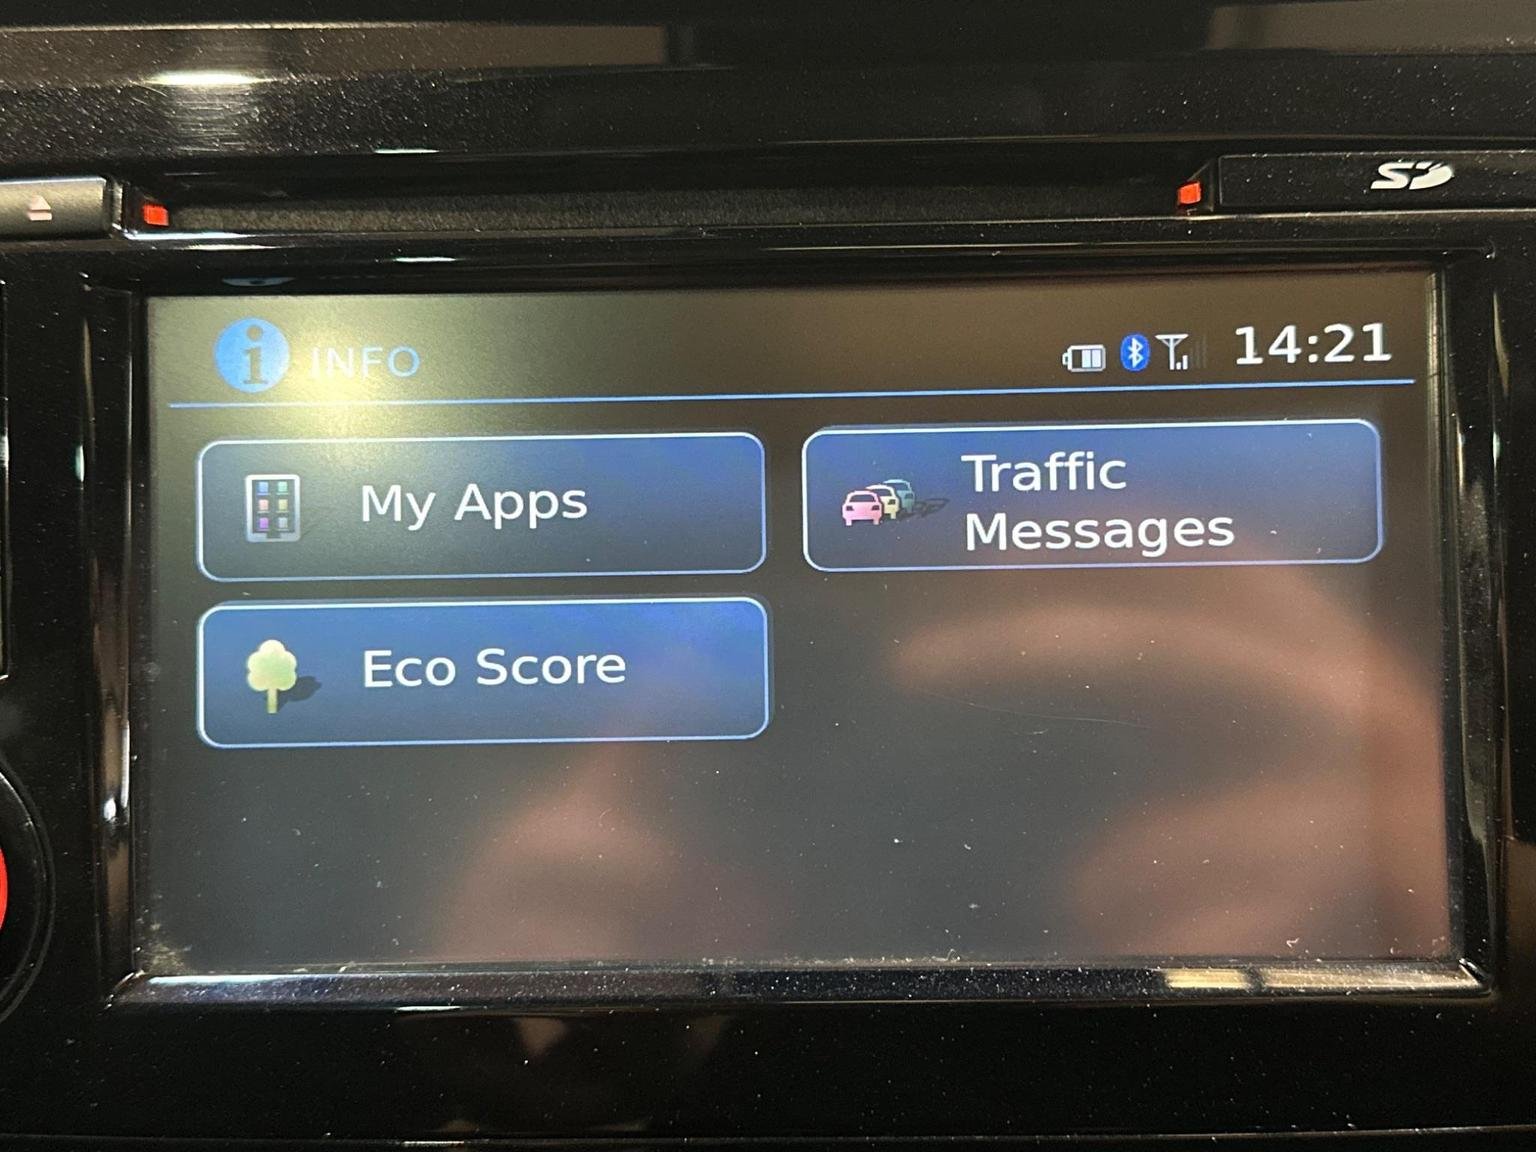 SD
INFO
14:21
My Apps
Traffic
Messages
Eco Score